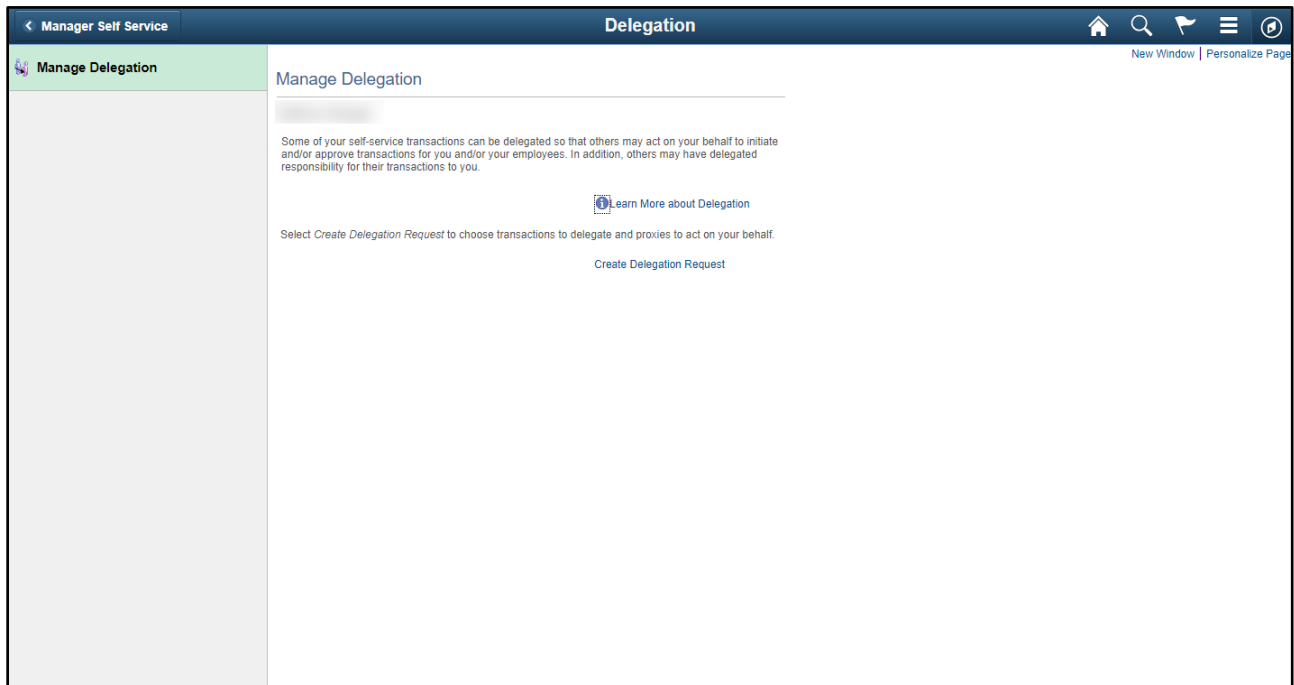 Manager Self Service
Delegation
New Window | Personalize Page
Manage Delegation
Manage Delegation
Some of your self-service transactions can be delegated so that others may act on your behalf to initiate
and/or approve transactions for you and/or your employees. In addition, others may have delegated
responsibility for their transactions to you.
Learn More about Delegation
Select Create Delegation Request to choose transactions to delegate and proxies to act on your behalf.
Create Delegation Request